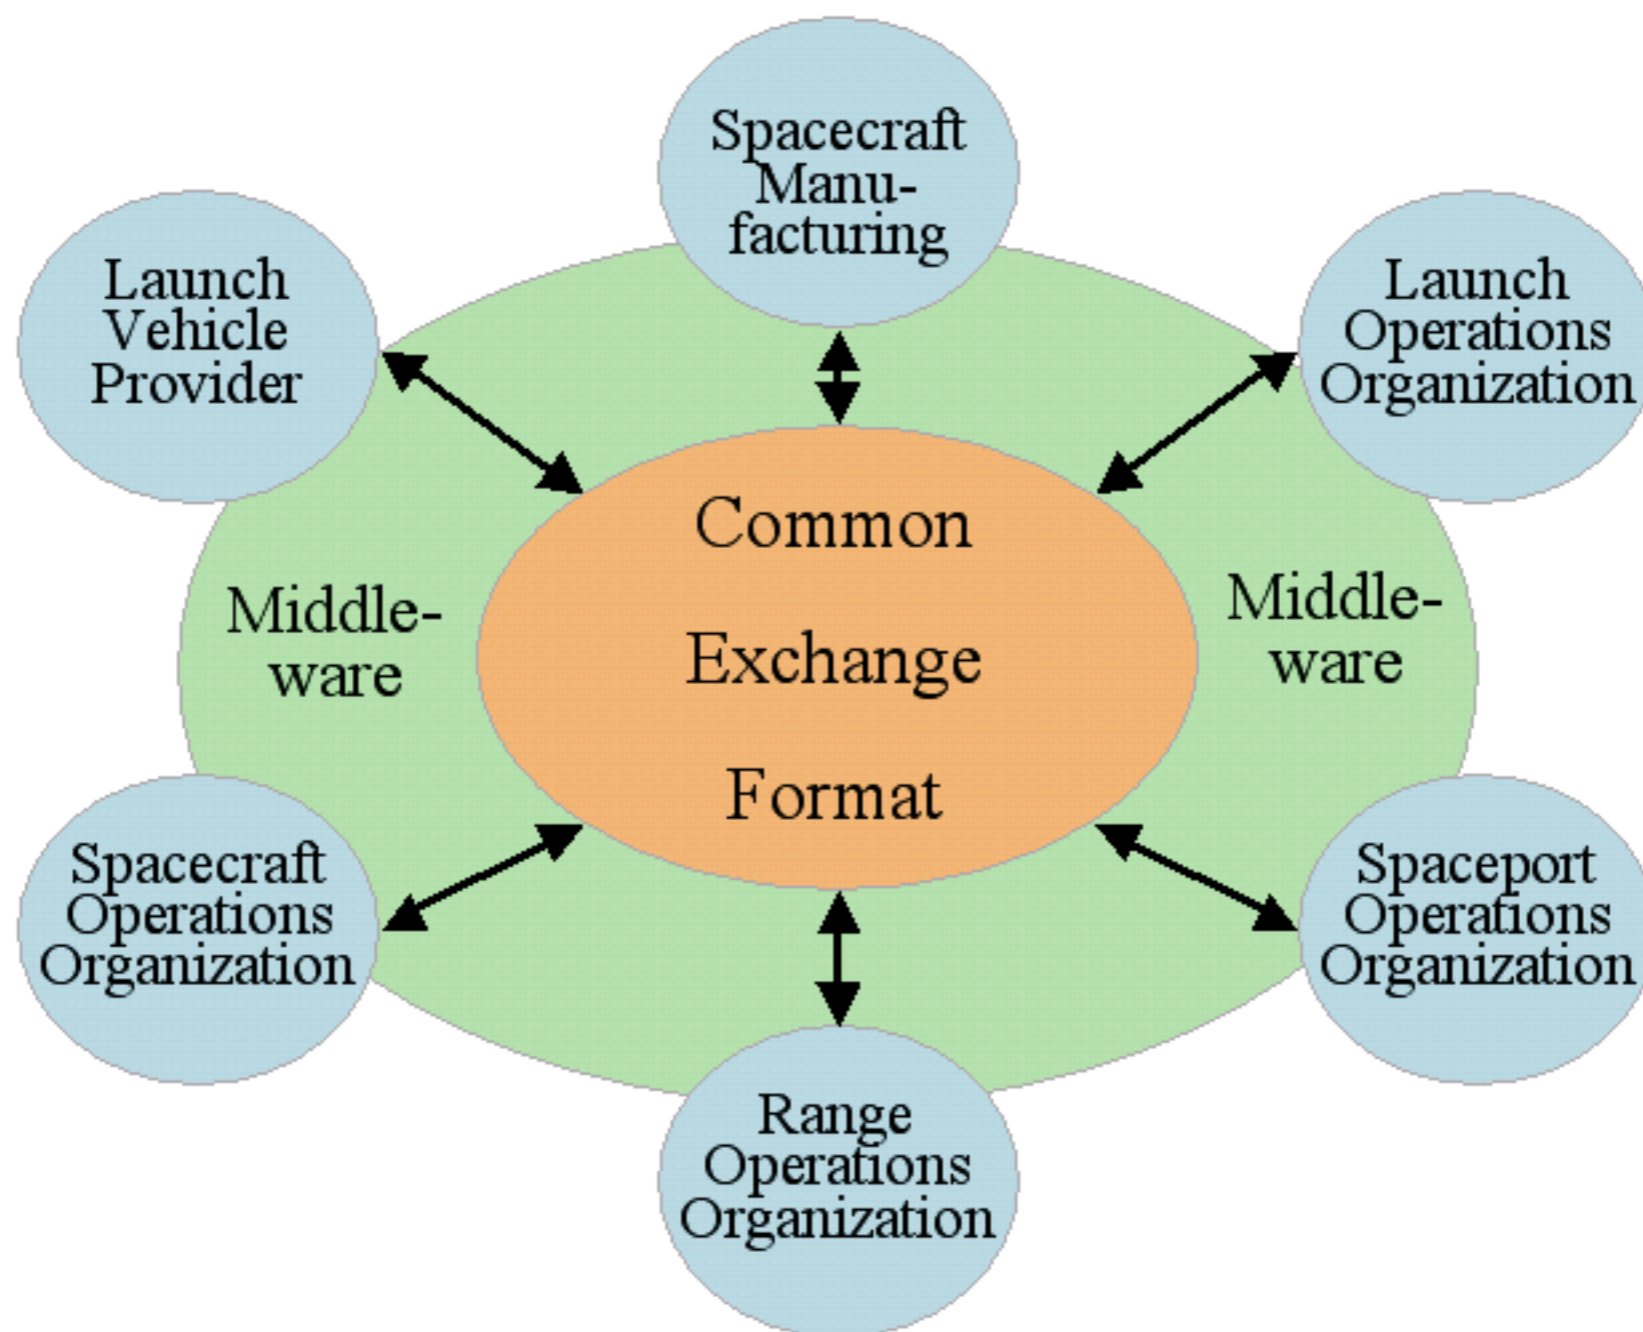 Spacecraft
Manu-
facturing
Launch
Vehicle
Provider
Launch
Operations
Organization
Common
Exchange
Format
Middle-
ware
Middle-
ware
Spacecraft
Operations
Organization
Spaceport
Operations
Organization
Range
Operations
Organization